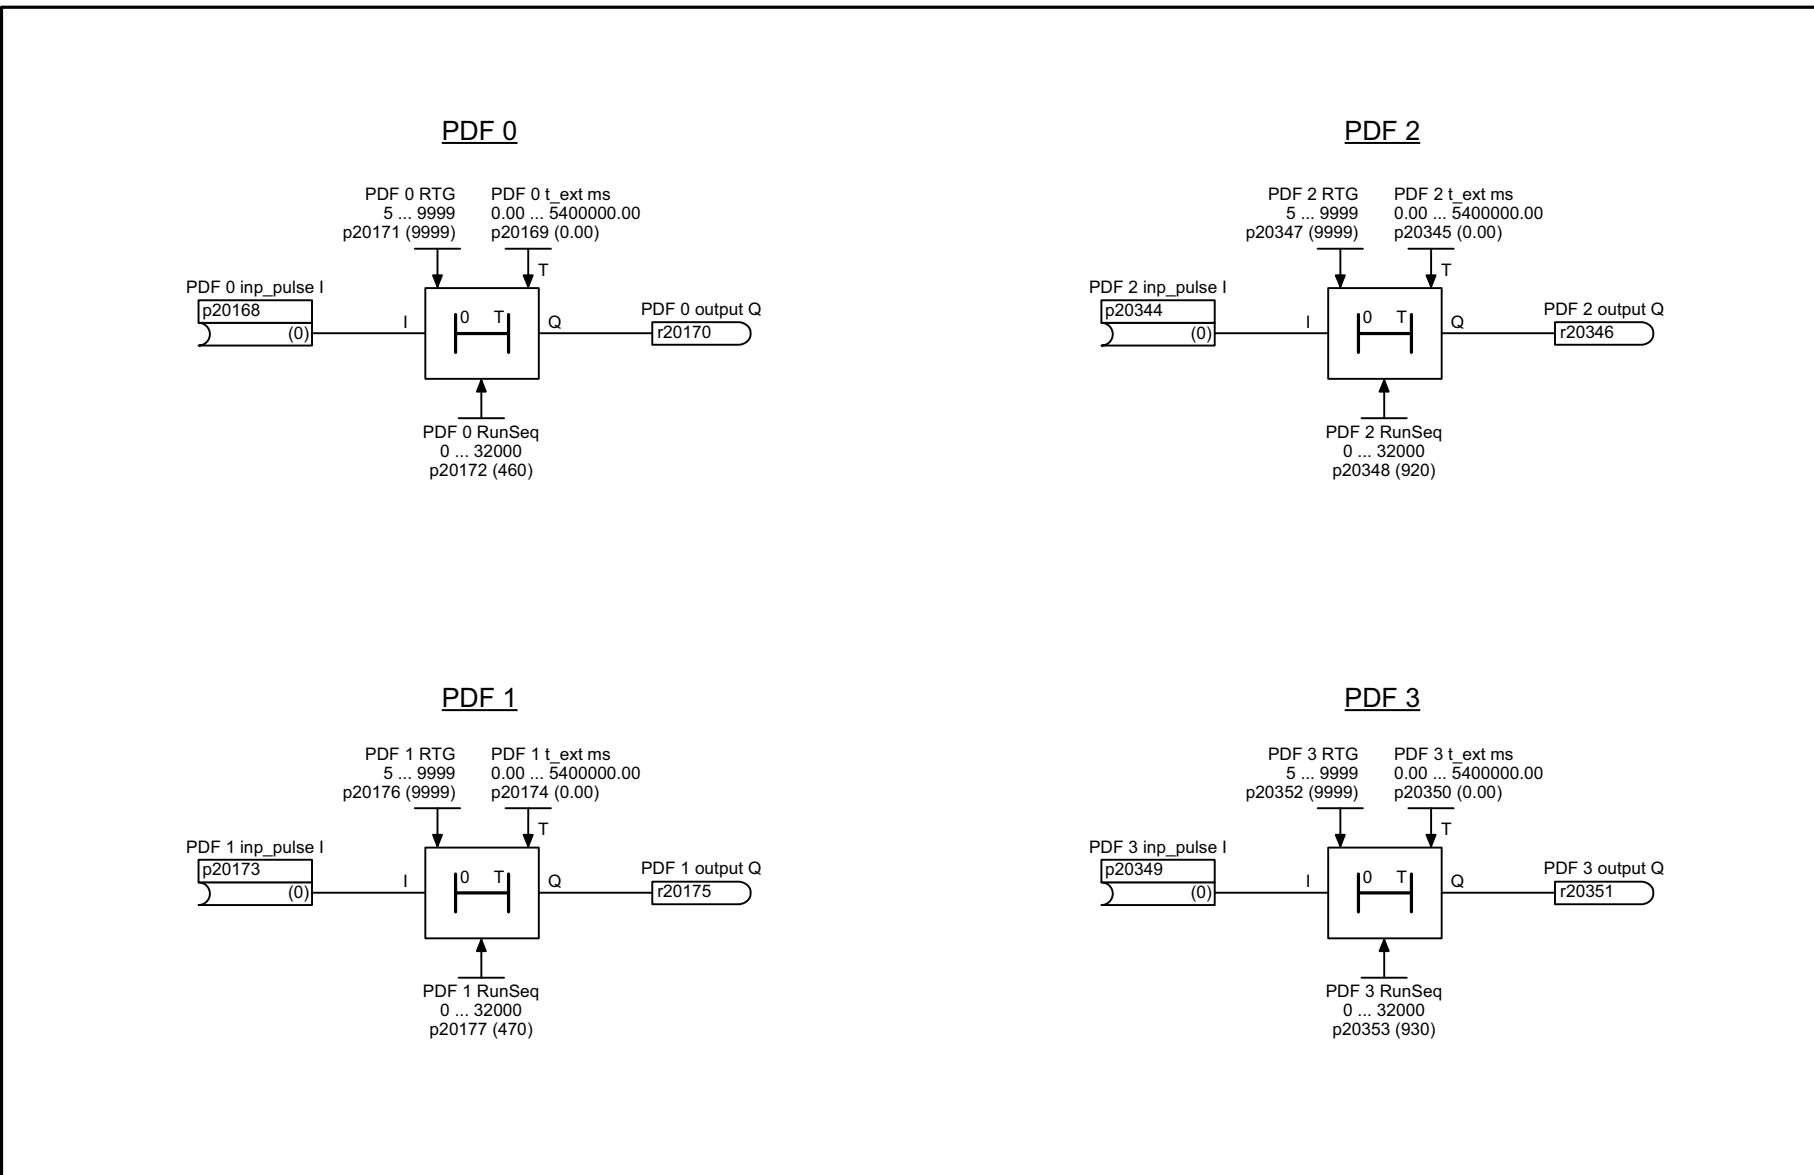 PDF 0
PDF 0 RTG
5 ... 9999
p20171 (9999)
PDF 0 t_ext ms
0.00 ... 5400000.00
p20169 (0.00)
T
PDF 0 inp_pulse I
p20168
(0)
I
0 T
Q
PDF 0 output Q
r20170
PDF 0 RunSeq
0 ... 32000
p20172 (460)
PDF 2
PDF 2 RTG
5 ... 9999
p20347 (9999)
PDF 2 t_ext ms
0.00 ... 5400000.00
p20345 (0.00)
T
PDF 2 inp_pulse I
p20344
(0)
I
0 T
Q
PDF 2 output Q
r20346
PDF 2 RunSeq
0 ... 32000
p20348 (920)
PDF 1
PDF 1 RTG
5 ... 9999
p20176 (9999)
PDF 1 t_ext ms
0.00 ... 5400000.00
p20174 (0.00)
T
PDF 1 inp_pulse I
p20173
(0)
I
0 T
Q
PDF 1 output Q
r20175
PDF 1 RunSeq
0 ... 32000
p20177 (470)
PDF 3
PDF 3 RTG
5 ... 9999
p20352 (9999)
PDF 3 t_ext ms
0.00 ... 5400000.00
p20350 (0.00)
T
PDF 3 inp_pulse I
p20349
(0)
I
0 T
Q
PDF 3 output Q
r20351
PDF 3 RunSeq
0 ... 32000
p20353 (930)